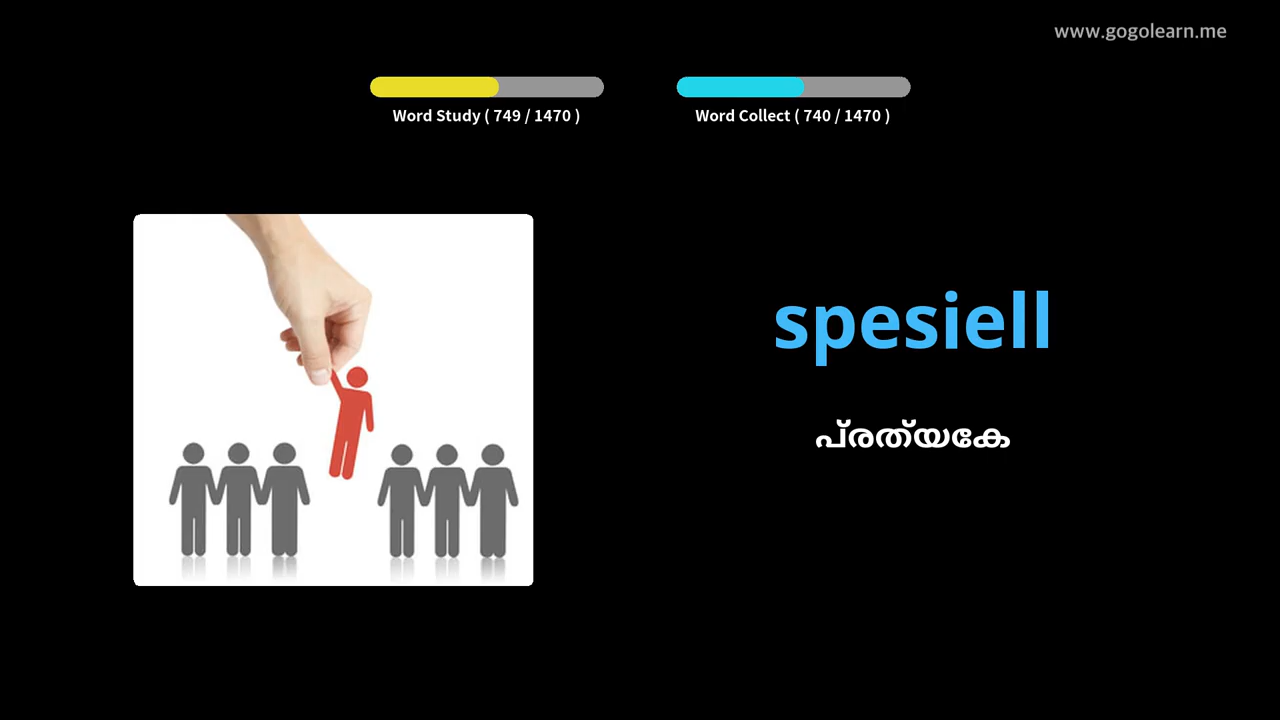 www.gogolearn.me
Word Study ( 749 / 1470 )
Word Collect ( 740 / 1470 )
spesiell
പ്രത്യകേ